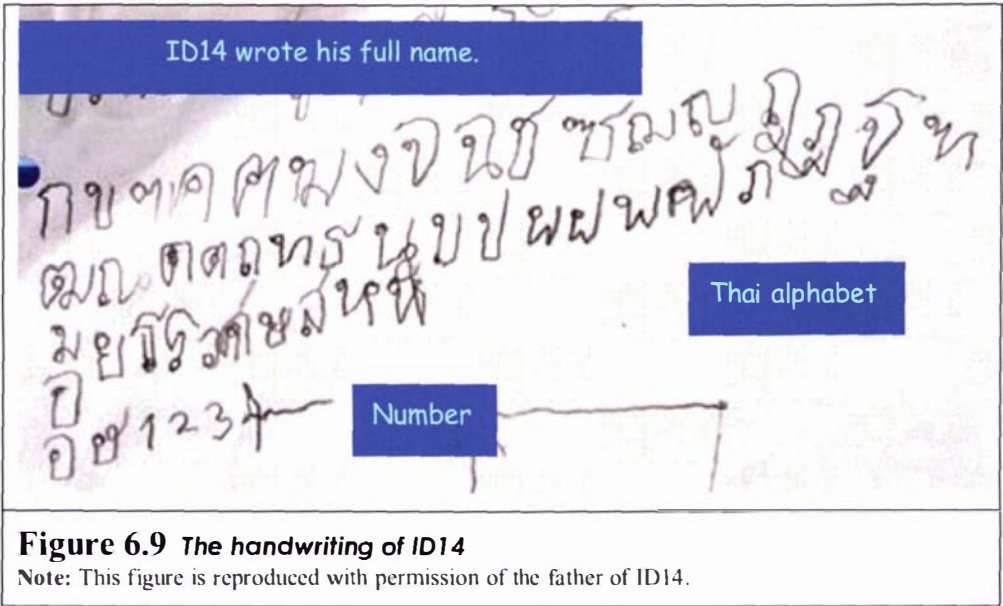 ID14 wrote his full name.
ก ข ฃ ค ฅ ฆ ง จ ฉ ช ซ ฌ ญ ฎ ฏ ฐ ฑ
ฒ ณ ด ต ถ ท ธ น บ ป ผ ฝ พ ฟ ภ
Thai alphabet
ม ย ร ว ศ ษ ส ห ฬ
อ
อ ฮ 1 2 3 4
Number
Figure 6.9 The handwriting of ID14
Note: This figure is reproduced with permission of the father of ID14.